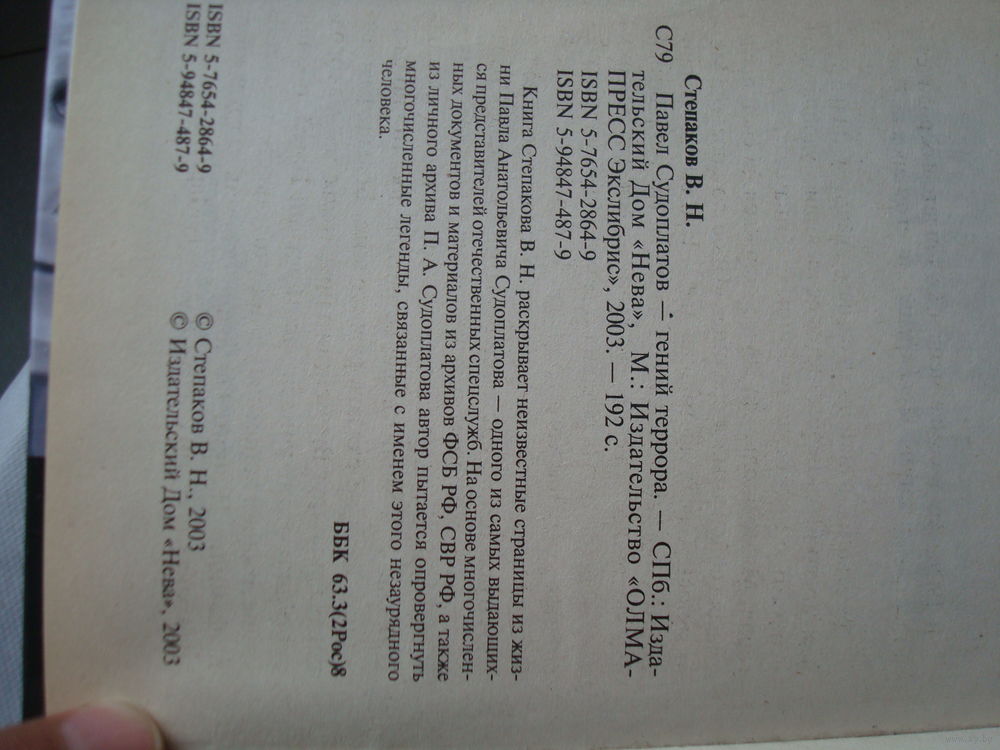 Степаков В. Н.
С79 Павел Судоплатов — гений террора. — СПб.: Изда-
тельский Дом «Нева», М.: Издательство «ОЛМА-
ПРЕСС Экслибрис», 2003. — 192 с.
ISBN 5-7654-2864-9
ISBN 5-94847-487-9
Книга Степакова В. Н. раскрывает неизвестные страницы из жиз-
ни Павла Анатольевича Судоплатова — одного из самых выдающих-
ся представителей отечественных спецслужб. На основе многочислен-
ных документов и материалов из архивов ФСБ РФ, СВР РФ, а также
из личного архива П. А. Судоплатова автор пытается опровергнуть
многочисленные легенды, связанные с именем этого незаурядного
человека.
ББК 63.3(2Рос)8
ISBN 5-7654-2864-9
ISBN 5-94847-487-9
© Степаков В. Н., 2003
© Издательский Дом «Нева», 2003